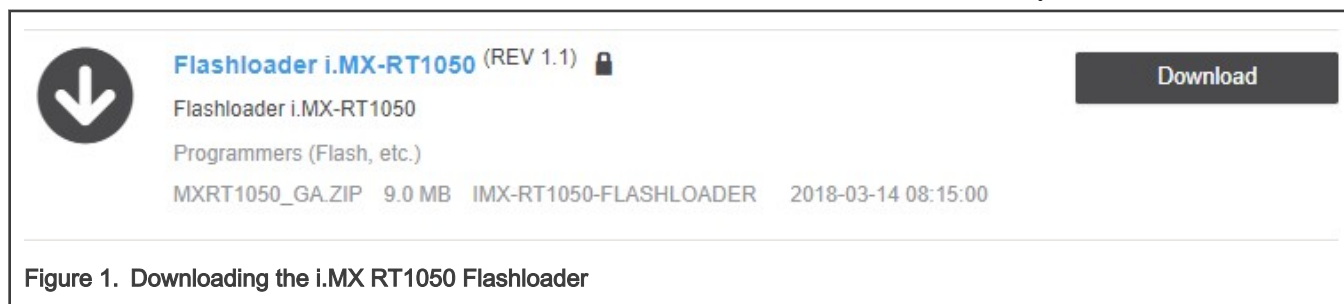 Flashloader i.MX-RT1050 (REV 1.1)
Download
Flashloader i.MX-RT1050
Programmers (Flash, etc.)
MXRT1050_GA.ZIP 9.0 MB IMX-RT1050-FLASHLOADER 2018-03-14 08:15:00
Figure 1. Downloading the i.MX RT1050 Flashloader